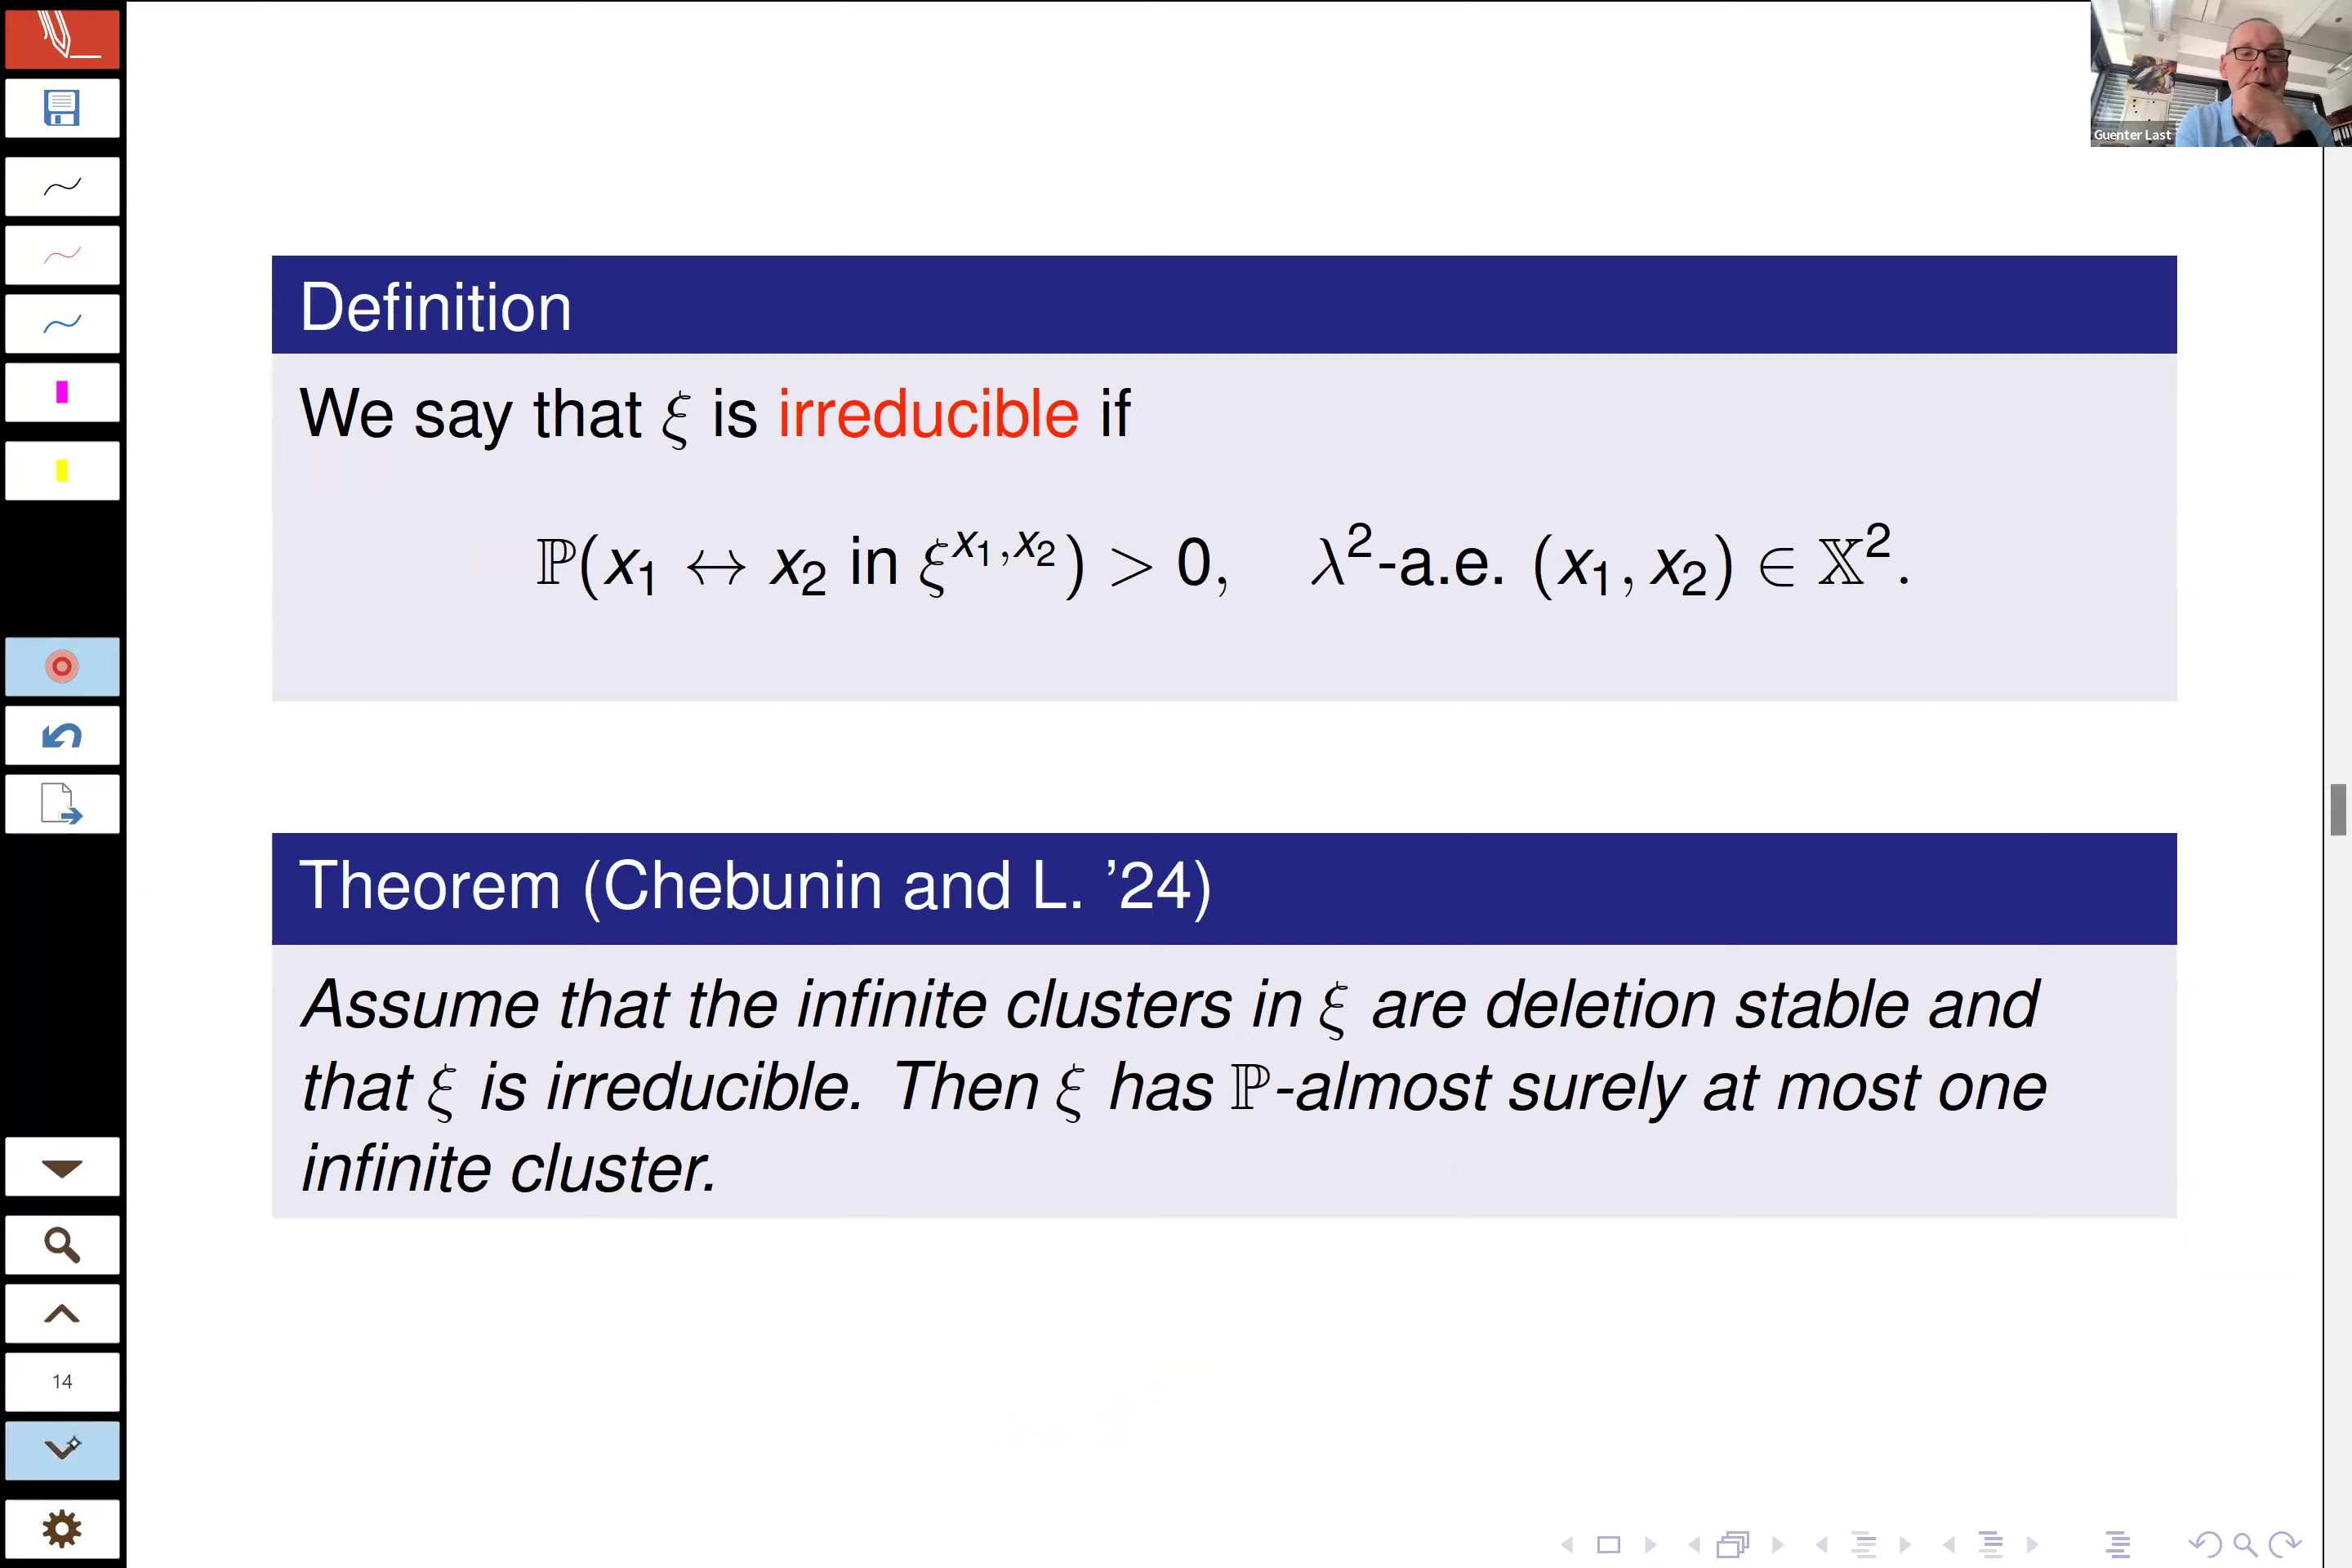 Guenter Last
Definition
We say that ξ is irreducible if
ℙ(x₁ ↔ x₂ in ξ^{x₁,x₂}) > 0, λ²-a.e. (x₁, x₂) ∈ 𝕏².
Theorem (Chebunin and L. ’24)
Assume that the infinite clusters in ξ are deletion stable and
that ξ is irreducible. Then ξ has ℙ-almost surely at most one
infinite cluster.
14